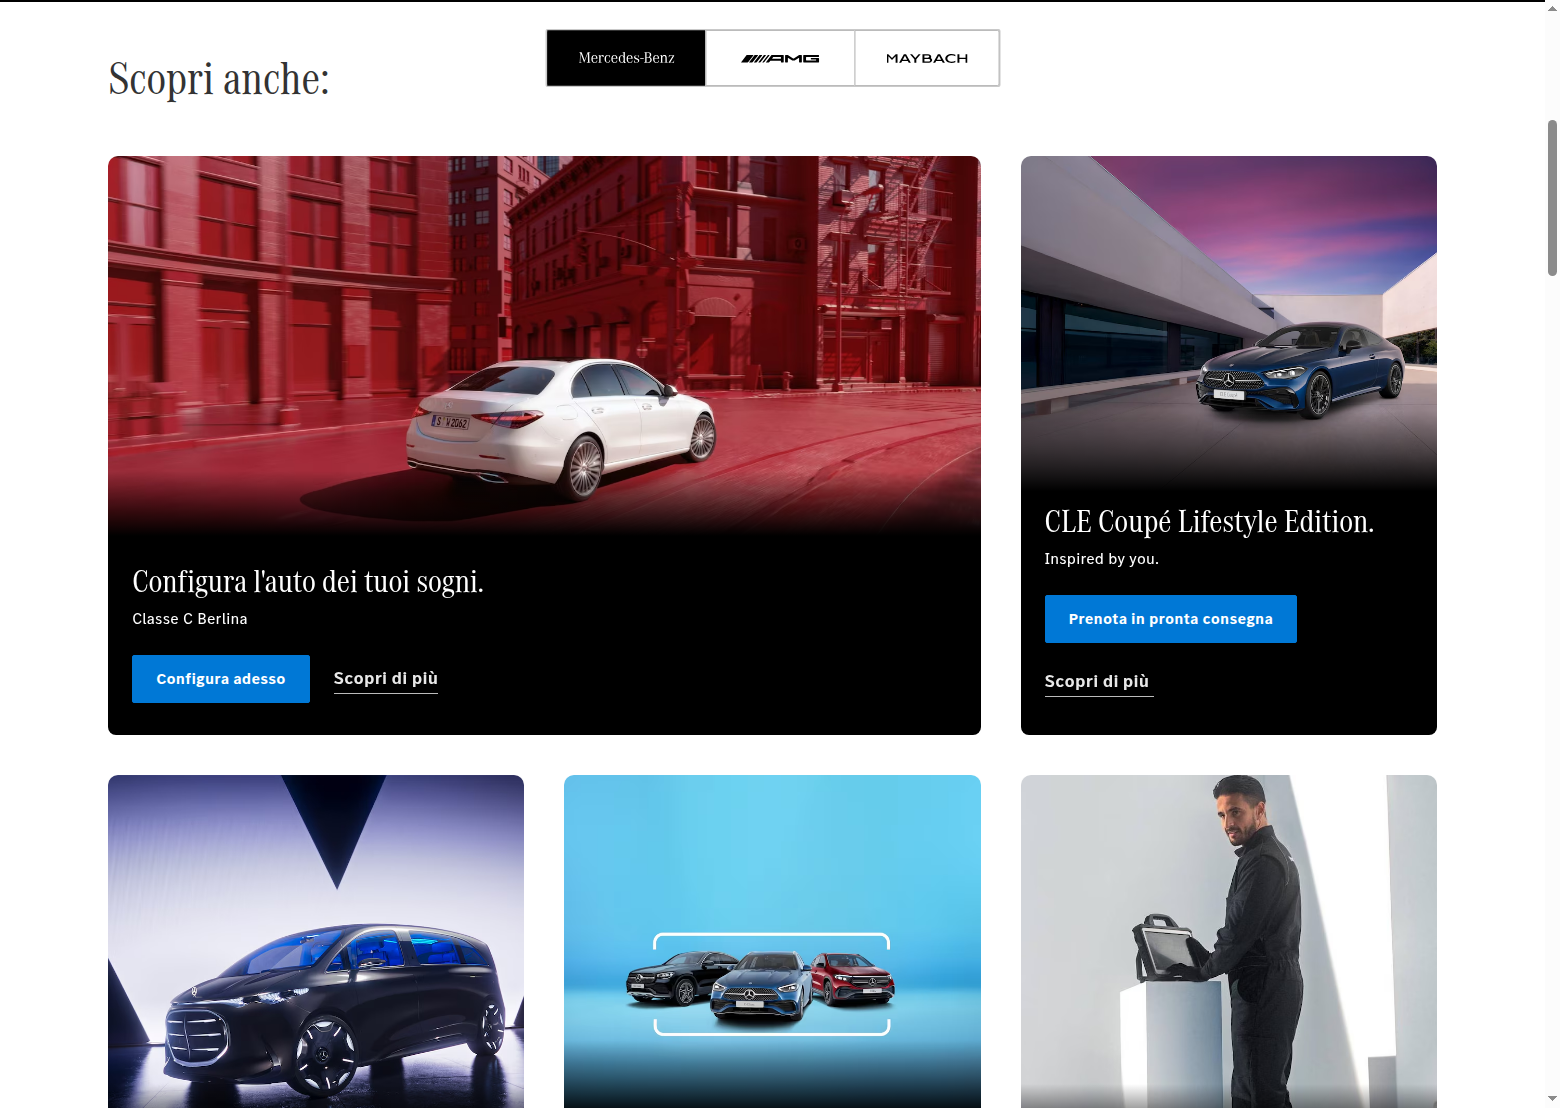 Mercedes-Benz
AMG
MAYBACH
Scopri anche:
S W 2062
Configura l'auto dei tuoi sogni.
Classe C Berlina
Configura adesso
Scopri di più
CLE Coupé Lifestyle Edition.
Inspired by you.
Prenota in pronta consegna
Scopri di più